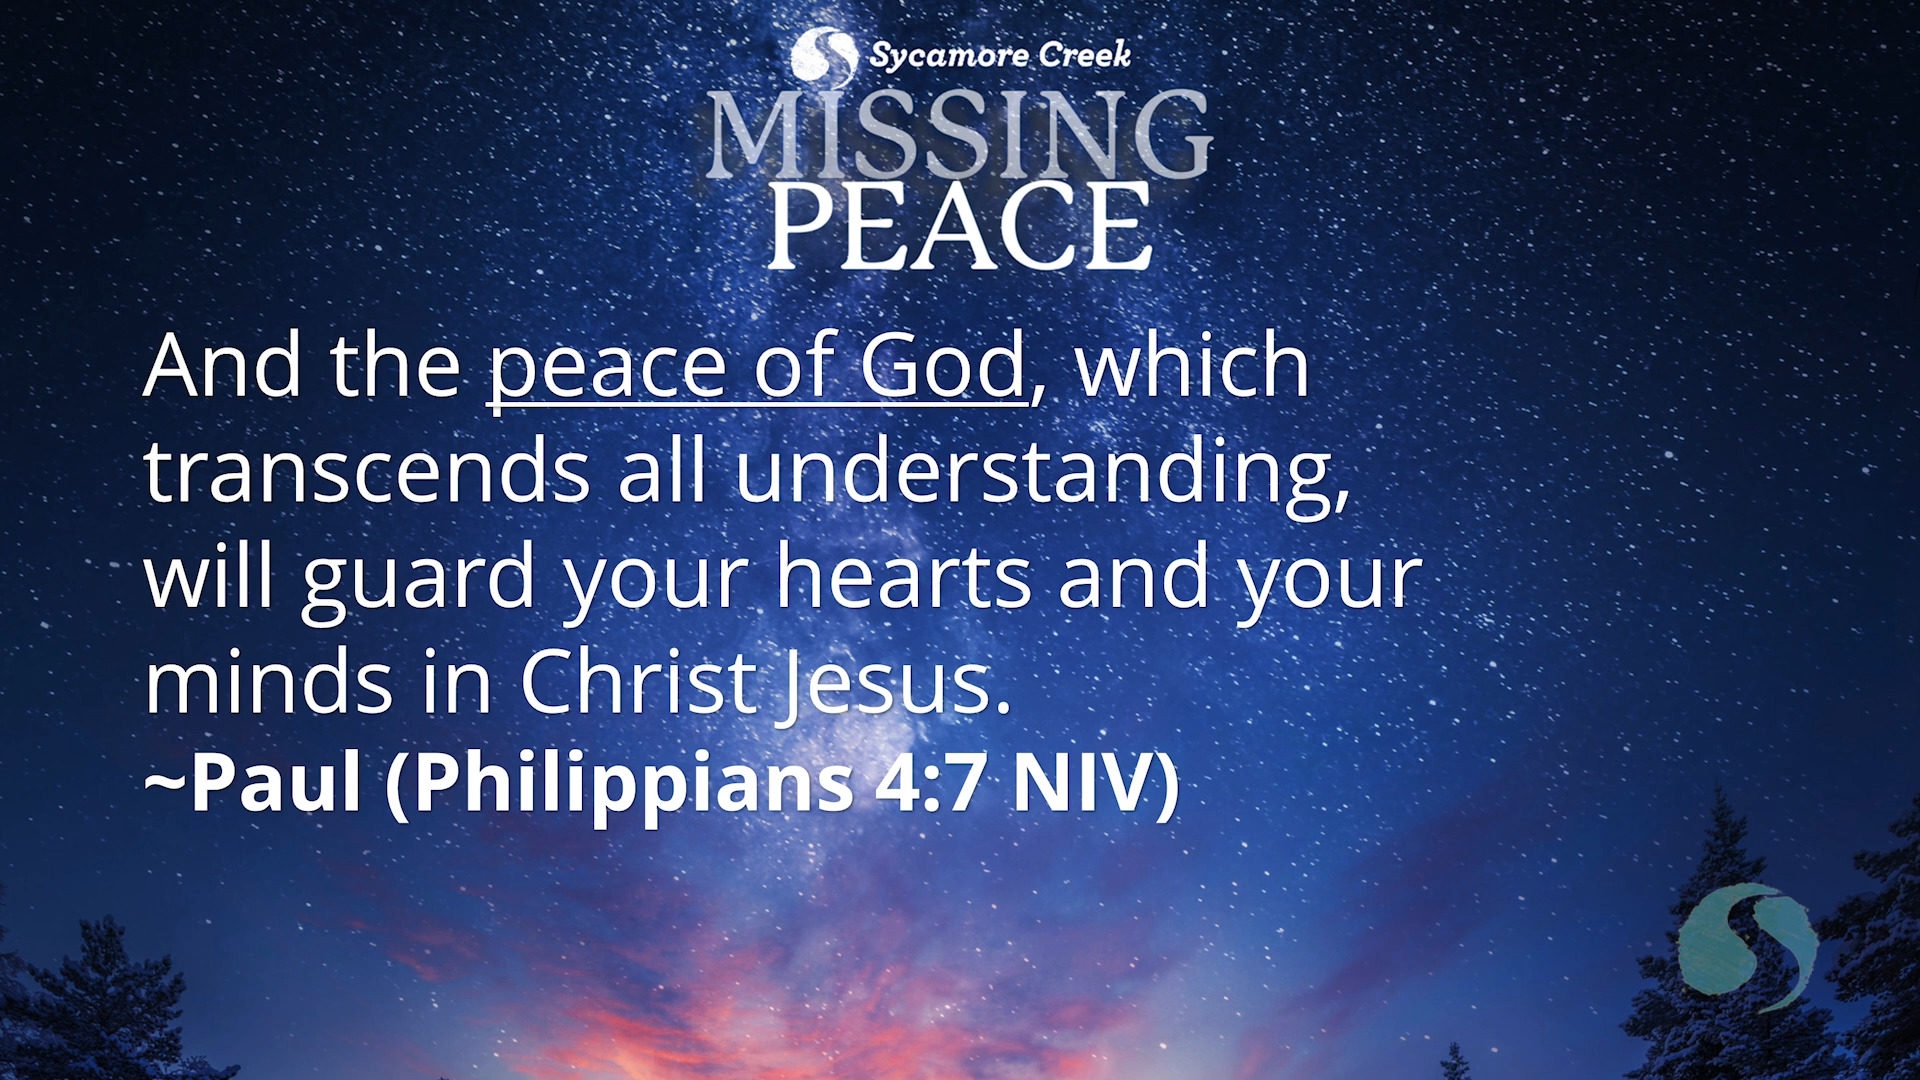 Sycamore Creek
MISSING
PEACE
And the peace of God, which
transcends all understanding,
will guard your hearts and your
minds in Christ Jesus.
~Paul (Philippians 4:7 NIV)